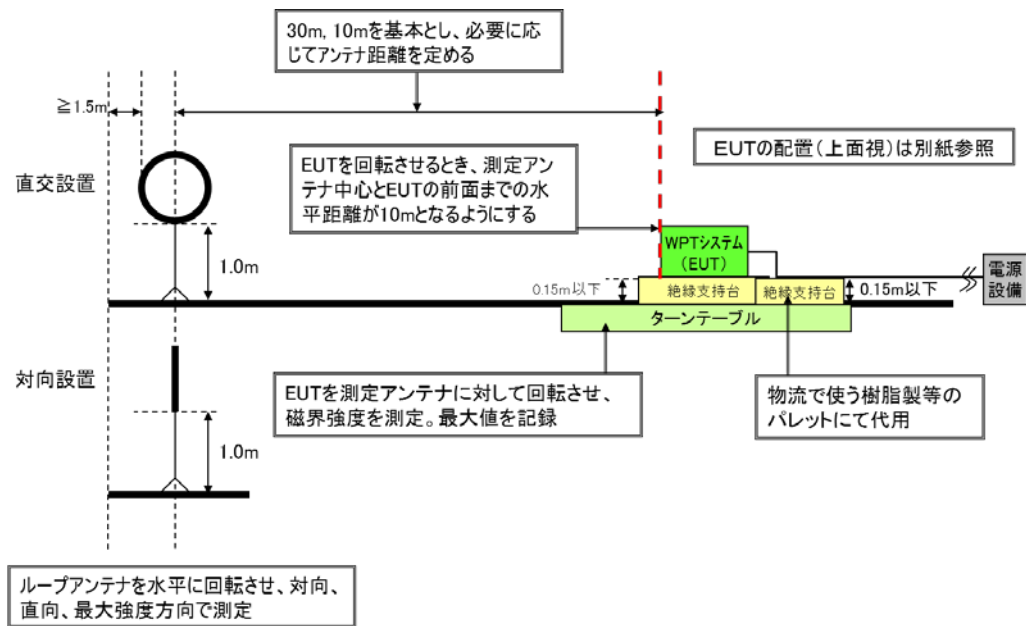 30m, 10mを基本とし、必要に応
じてアンテナ距離を定める
≧1.5m
EUTの配置(上面視)は別紙参照
EUTを回転させるとき、測定アン
テナ中心とEUTの前面までの水
平距離が10mとなるようにする
直交設置
WPTシステム
(EUT)
1.0m
0.15m以下
絶縁支持台
絶縁支持台
0.15m以下
電源
設備
ターンテーブル
対向設置
EUTを測定アンテナに対して回転させ、
磁界強度を測定。最大値を記録
物流で使う樹脂製等の
パレットにて代用
1.0m
ループアンテナを水平に回転させ、対向、
直向、最大強度方向で測定